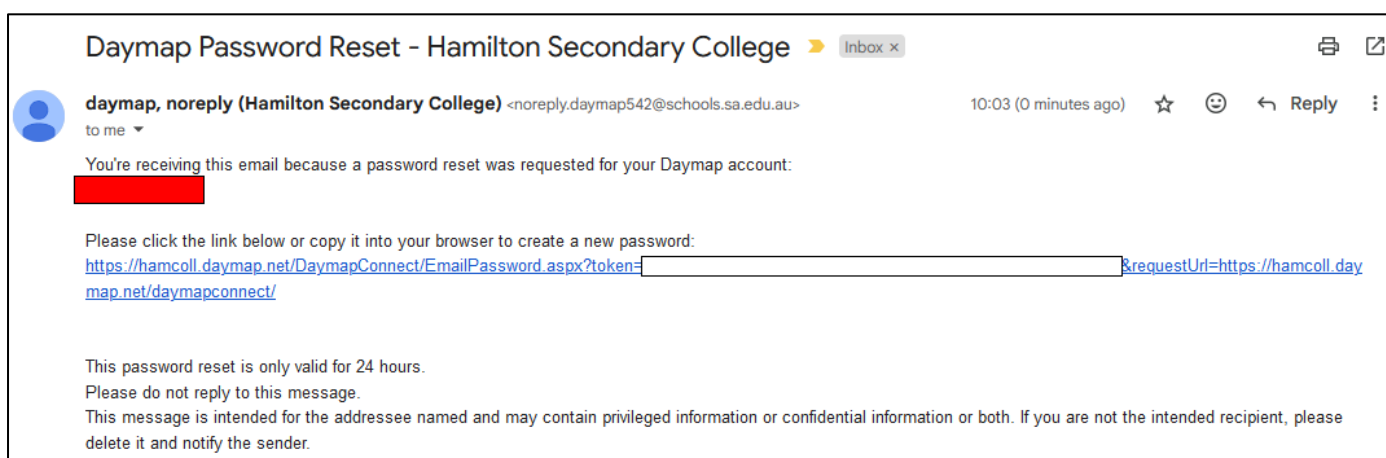 Daymap Password Reset - Hamilton Secondary College Inbox ×
daymap, noreply (Hamilton Secondary College) <noreply.daymap542@schools.sa.edu.au> 10:03 (0 minutes ago) Reply
to me
You're receiving this email because a password reset was requested for your Daymap account:
Please click the link below or copy it into your browser to create a new password:
https://hamcoll.daymap.net/DaymapConnect/EmailPassword.aspx?token= &requestUrl=https://hamcoll.day
map.net/daymapconnect/
This password reset is only valid for 24 hours.
Please do not reply to this message.
This message is intended for the addressee named and may contain privileged information or confidential information or both. If you are not the intended recipient, please
delete it and notify the sender.